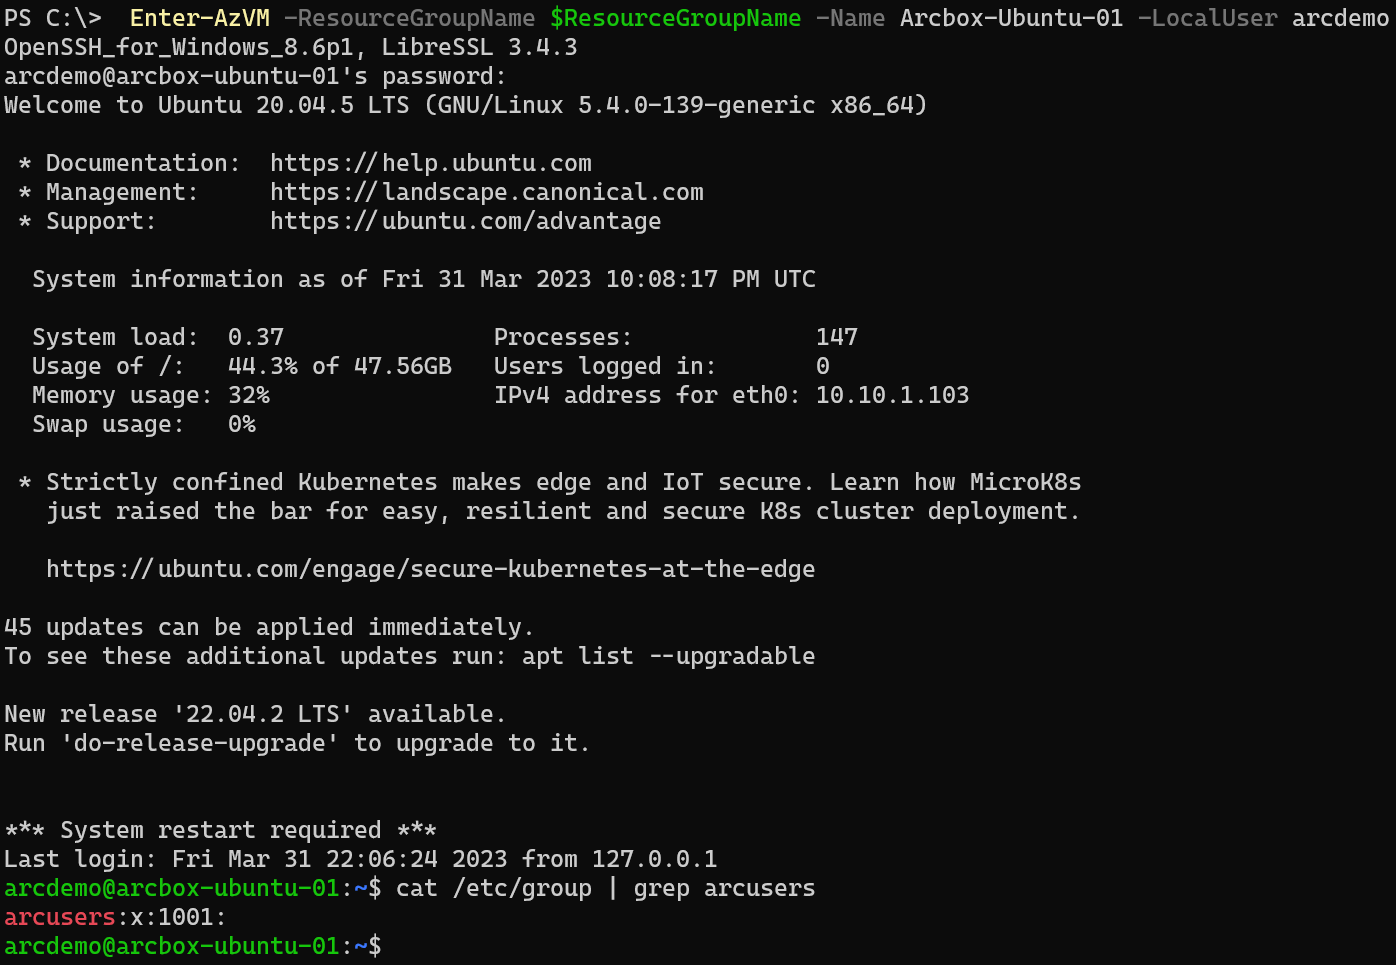 PS C:\>  Enter-AzVM -ResourceGroupName $ResourceGroupName -Name Arcbox-Ubuntu-01 -LocalUser arcdemo
OpenSSH_for_Windows_8.6p1, LibreSSL 3.4.3
arcdemo@arcbox-ubuntu-01's password:
Welcome to Ubuntu 20.04.5 LTS (GNU/Linux 5.4.0-139-generic x86_64)

 * Documentation:  https://help.ubuntu.com
 * Management:     https://landscape.canonical.com
 * Support:        https://ubuntu.com/advantage

  System information as of Fri 31 Mar 2023 10:08:17 PM UTC

  System load:  0.37               Processes:             147
  Usage of /:   44.3% of 47.56GB   Users logged in:       0
  Memory usage: 32%                IPv4 address for eth0: 10.10.1.103
  Swap usage:   0%

 * Strictly confined Kubernetes makes edge and IoT secure. Learn how MicroK8s
   just raised the bar for easy, resilient and secure K8s cluster deployment.

   https://ubuntu.com/engage/secure-kubernetes-at-the-edge

45 updates can be applied immediately.
To see these additional updates run: apt list --upgradable

New release '22.04.2 LTS' available.
Run 'do-release-upgrade' to upgrade to it.


*** System restart required ***
Last login: Fri Mar 31 22:06:24 2023 from 127.0.0.1
arcdemo@arcbox-ubuntu-01:~$ cat /etc/group | grep arcusers
arcusers:x:1001:
arcdemo@arcbox-ubuntu-01:~$